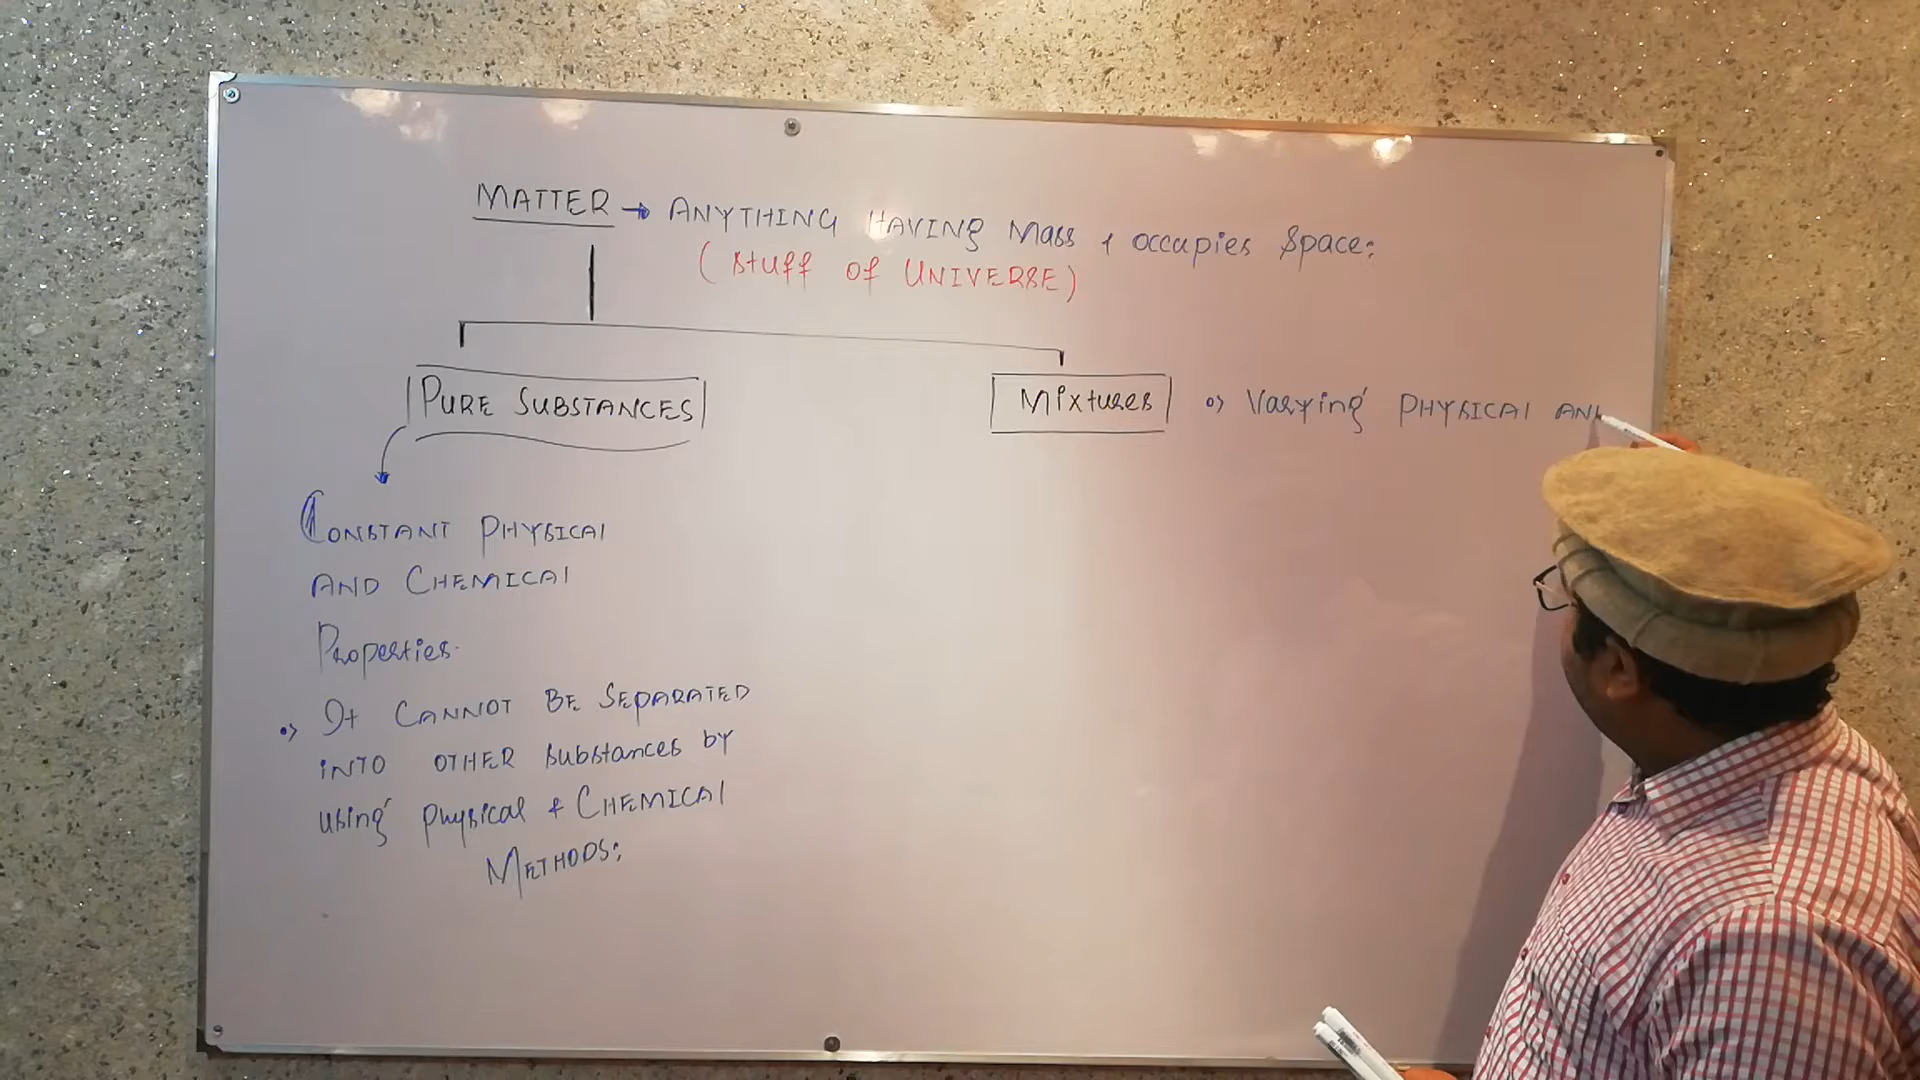 MATTER → ANYTHING HAVING Mass & occupies Space:
(stuff of UNIVERSE)
PURE SUBSTANCES
Mixtures •> Varying PHYSICAl AN
CONSTANT PHYSICAl
AND CHEMICAl
Properties.
•> It CANNOT BE SEPARATED
iNTO OTHER substances by
using physical & CHEMICAl
METHODS: